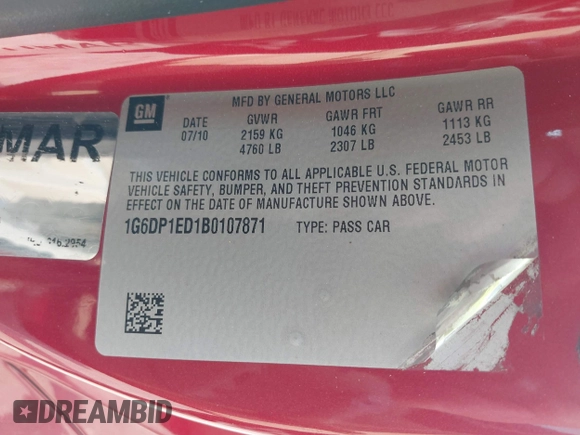 GM
MFD BY GENERAL MOTORS LLC
DATE GVWR GAWR FRT GAWR RR
07/10 2159 KG 1046 KG 1113 KG
4760 LB 2307 LB 2453 LB
THIS VEHICLE CONFORMS TO ALL APPLICABLE U.S. FEDERAL MOTOR
VEHICLE SAFETY, BUMPER, AND THEFT PREVENTION STANDARDS IN
EFFECT ON THE DATE OF MANUFACTURE SHOWN ABOVE.
1G6DP1ED1B0107871 TYPE: PASS CAR
MAR
DREAMBID